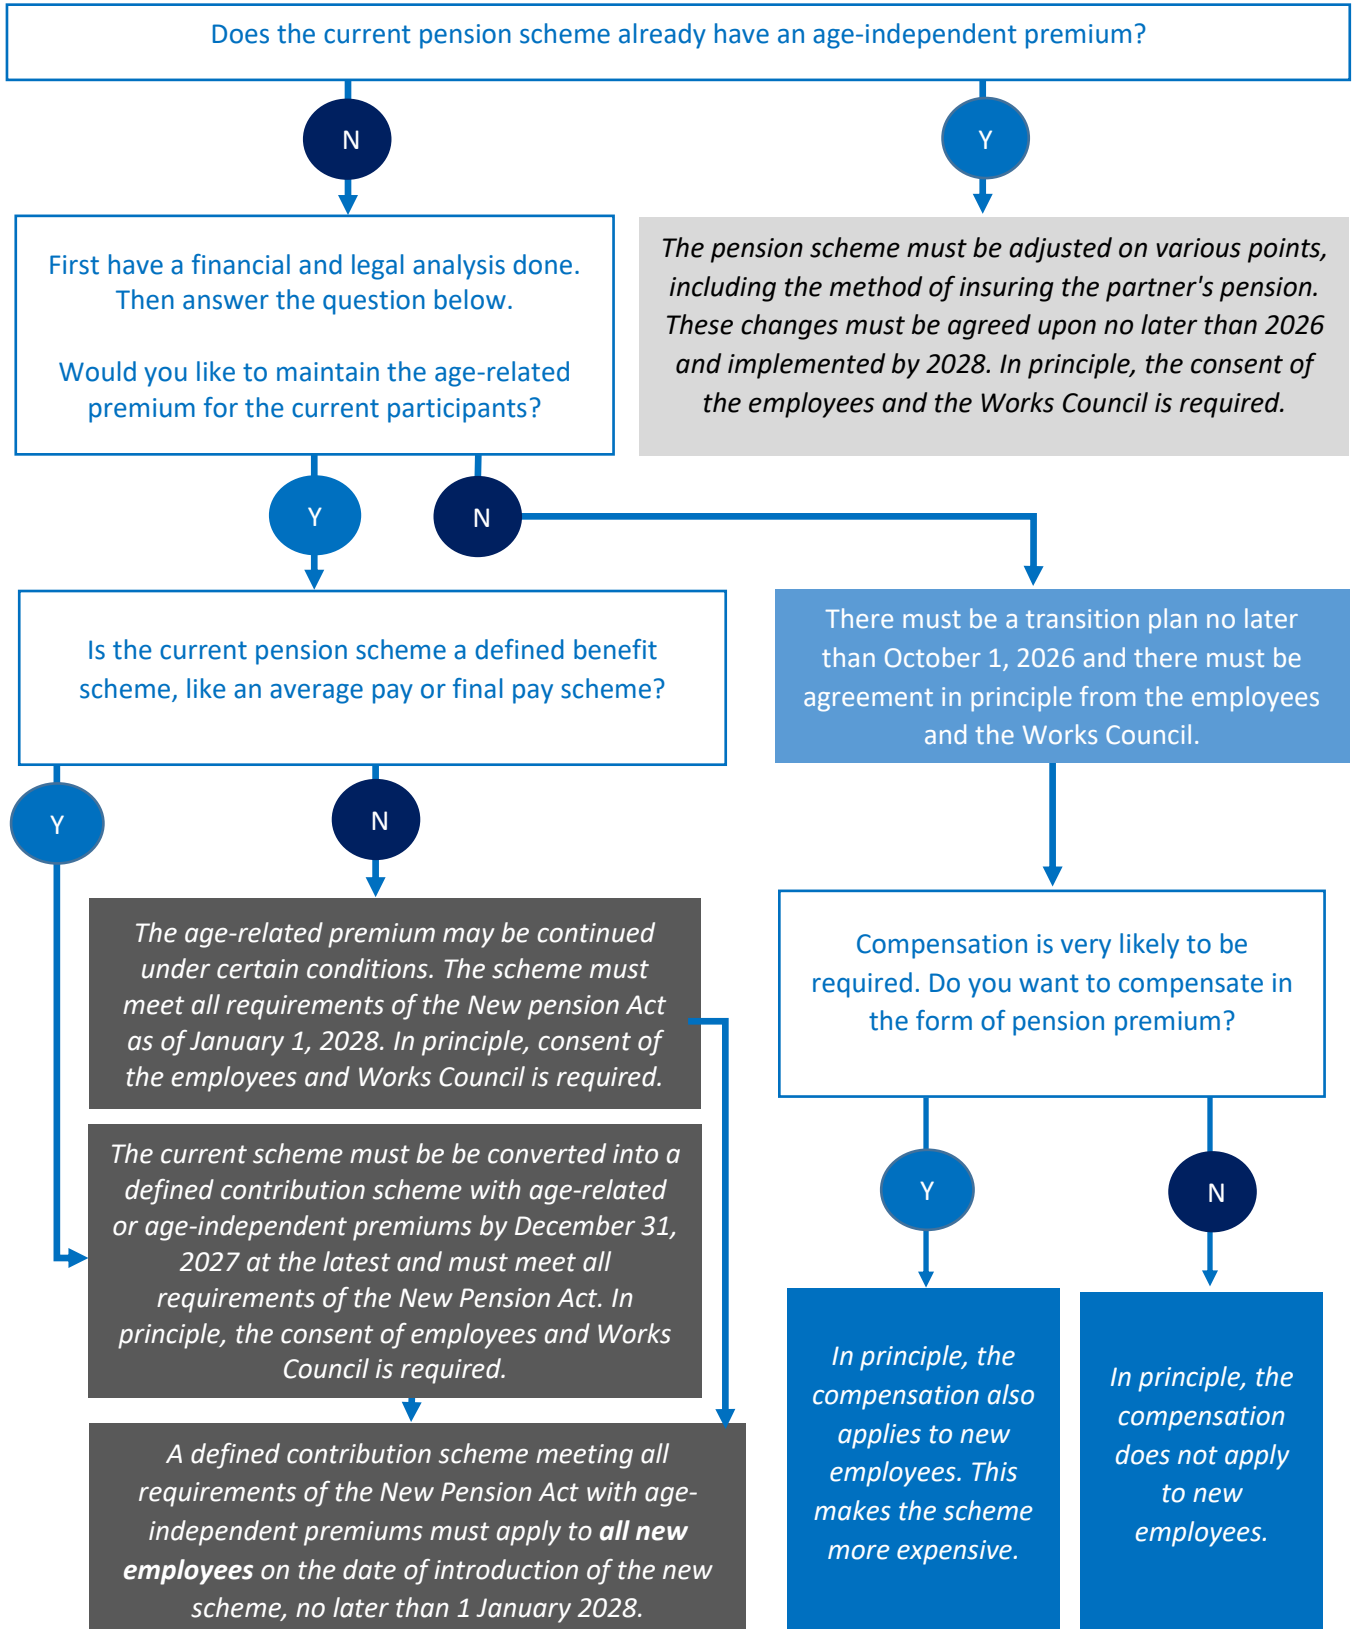 Does the current pension scheme already have an age-independent premium?
N
Y
First have a financial and legal analysis done.
Then answer the question below.
Would you like to maintain the age-related
premium for the current participants?
The pension scheme must be adjusted on various points,
including the method of insuring the partner's pension.
These changes must be agreed upon no later than 2026
and implemented by 2028. In principle, the consent of
the employees and the Works Council is required.
Y
N
Is the current pension scheme a defined benefit
scheme, like an average pay or final pay scheme?
There must be a transition plan no later
than October 1, 2026 and there must be
agreement in principle from the employees
and the Works Council.
Y
N
The age-related premium may be continued
under certain conditions. The scheme must
meet all requirements of the New pension Act
as of January 1, 2028. In principle, consent of
the employees and Works Council is required.
Compensation is very likely to be
required. Do you want to compensate in
the form of pension premium?
The current scheme must be be converted into a
defined contribution scheme with age-related
or age-independent premiums by December 31,
2027 at the latest and must meet all
requirements of the New Pension Act. In
principle, the consent of employees and Works
Council is required.
Y
N
A defined contribution scheme meeting all
requirements of the New Pension Act with age-
independent premiums must apply to all new
employees on the date of introduction of the new
scheme, no later than 1 January 2028.
In principle, the
compensation also
applies to new
employees. This
makes the scheme
more expensive.
In principle, the
compensation
does not apply
to new
employees.